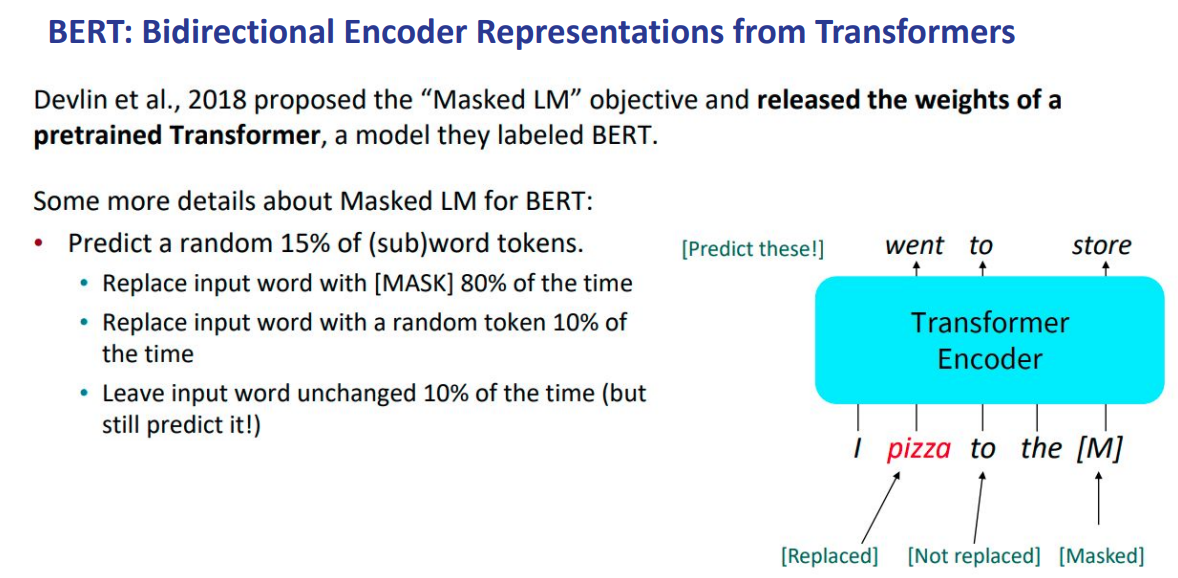 BERT: Bidirectional Encoder Representations from Transformers
Devlin et al., 2018 proposed the “Masked LM” objective and released the weights of a
pretrained Transformer, a model they labeled BERT.
Some more details about Masked LM for BERT:
• Predict a random 15% of (sub)word tokens.
• Replace input word with [MASK] 80% of the time
• Replace input word with a random token 10% of
the time
• Leave input word unchanged 10% of the time (but
still predict it!)
[Predict these!] went to store
Transformer
Encoder
I pizza to the [M]
[Replaced] [Not replaced] [Masked]